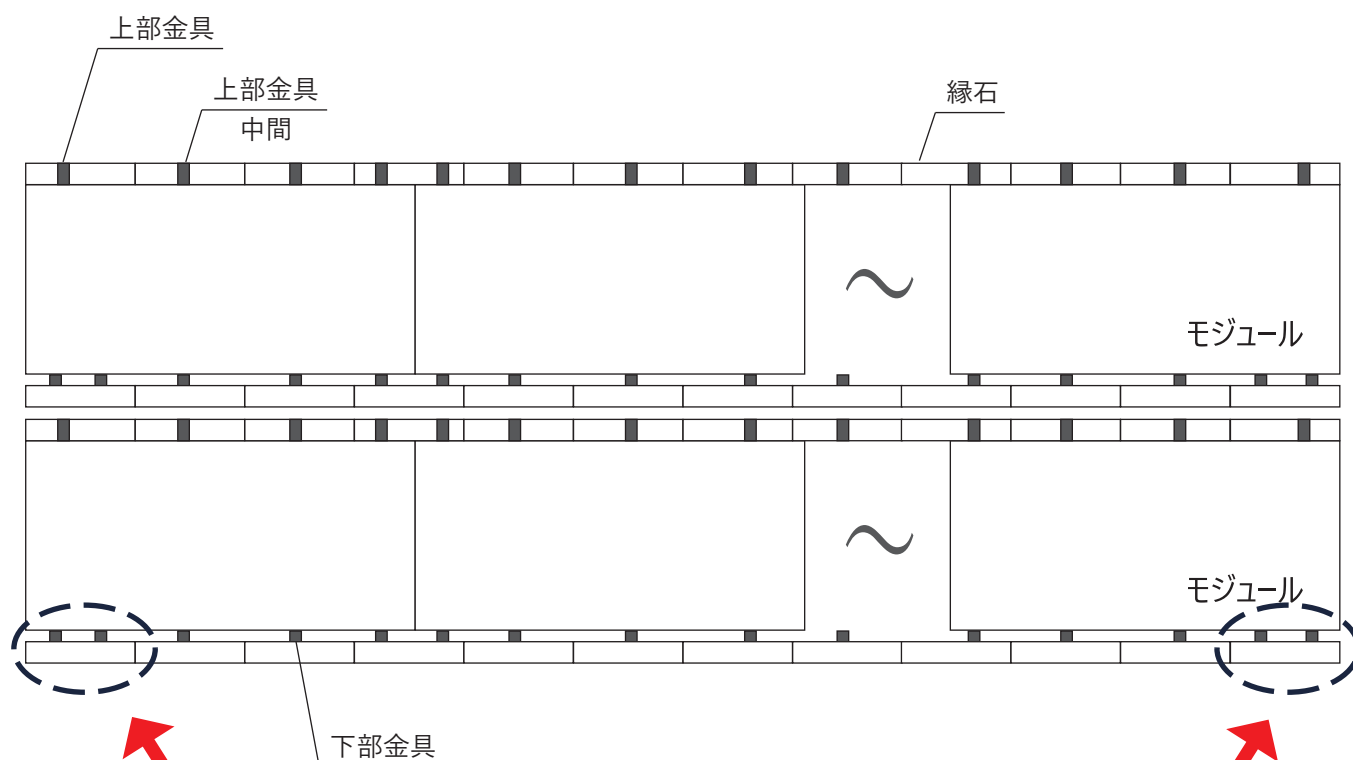 上部金具
上部金具
中間
縁石
モジュール
モジュール
下部金具